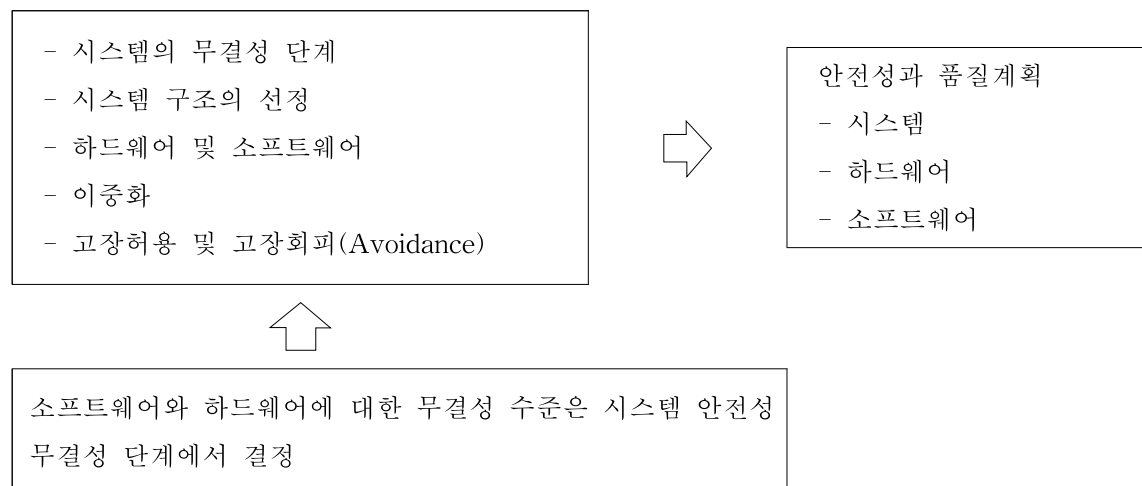 - 시스템의 무결성 단계
- 시스템 구조의 선정
- 하드웨어 및 소프트웨어
- 이중화
- 고장허용 및 고장회피(Avoidance)
안전성과 품질계획
- 시스템
- 하드웨어
- 소프트웨어
소프트웨어와 하드웨어에 대한 무결성 수준은 시스템 안전성
무결성 단계에서 결정